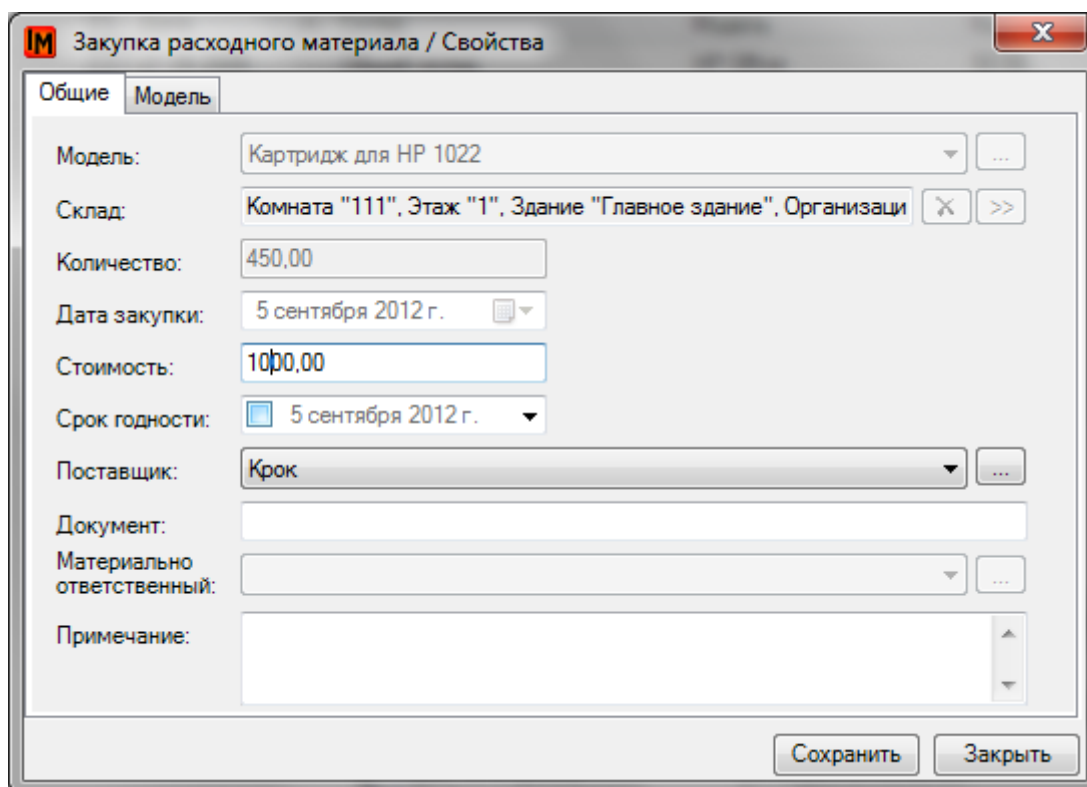 IM Закупка расходного материала / Свойства
Общие Модель
Модель: Картридж для HP 1022 ...
Склад: Комната "111", Этаж "1", Здание "Главное здание", Организаци >>
Количество: 450,00
Дата закупки: 5 сентября 2012 г.
Стоимость: 1000,00
Срок годности: 5 сентября 2012 г.
Поставщик: Крок ...
Документ:
Материально
ответственный: ...
Примечание:
Сохранить Закрыть